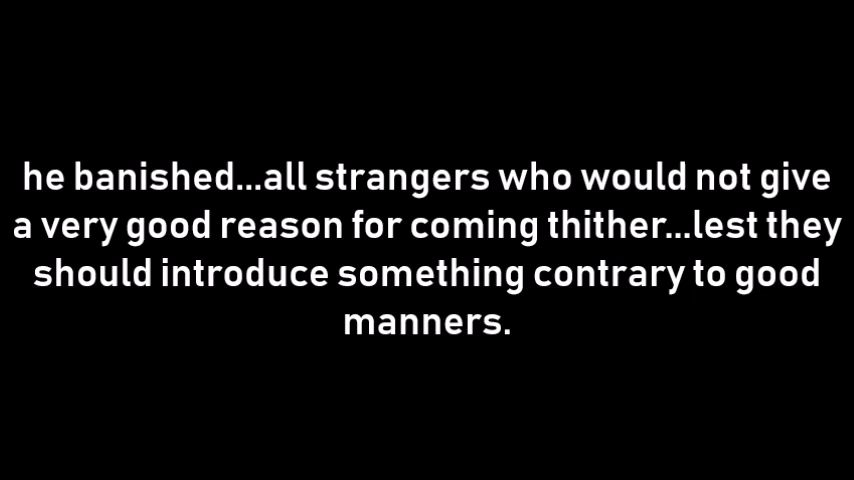 he banished...all strangers who would not give
a very good reason for coming thither...lest they
should introduce something contrary to good
manners.